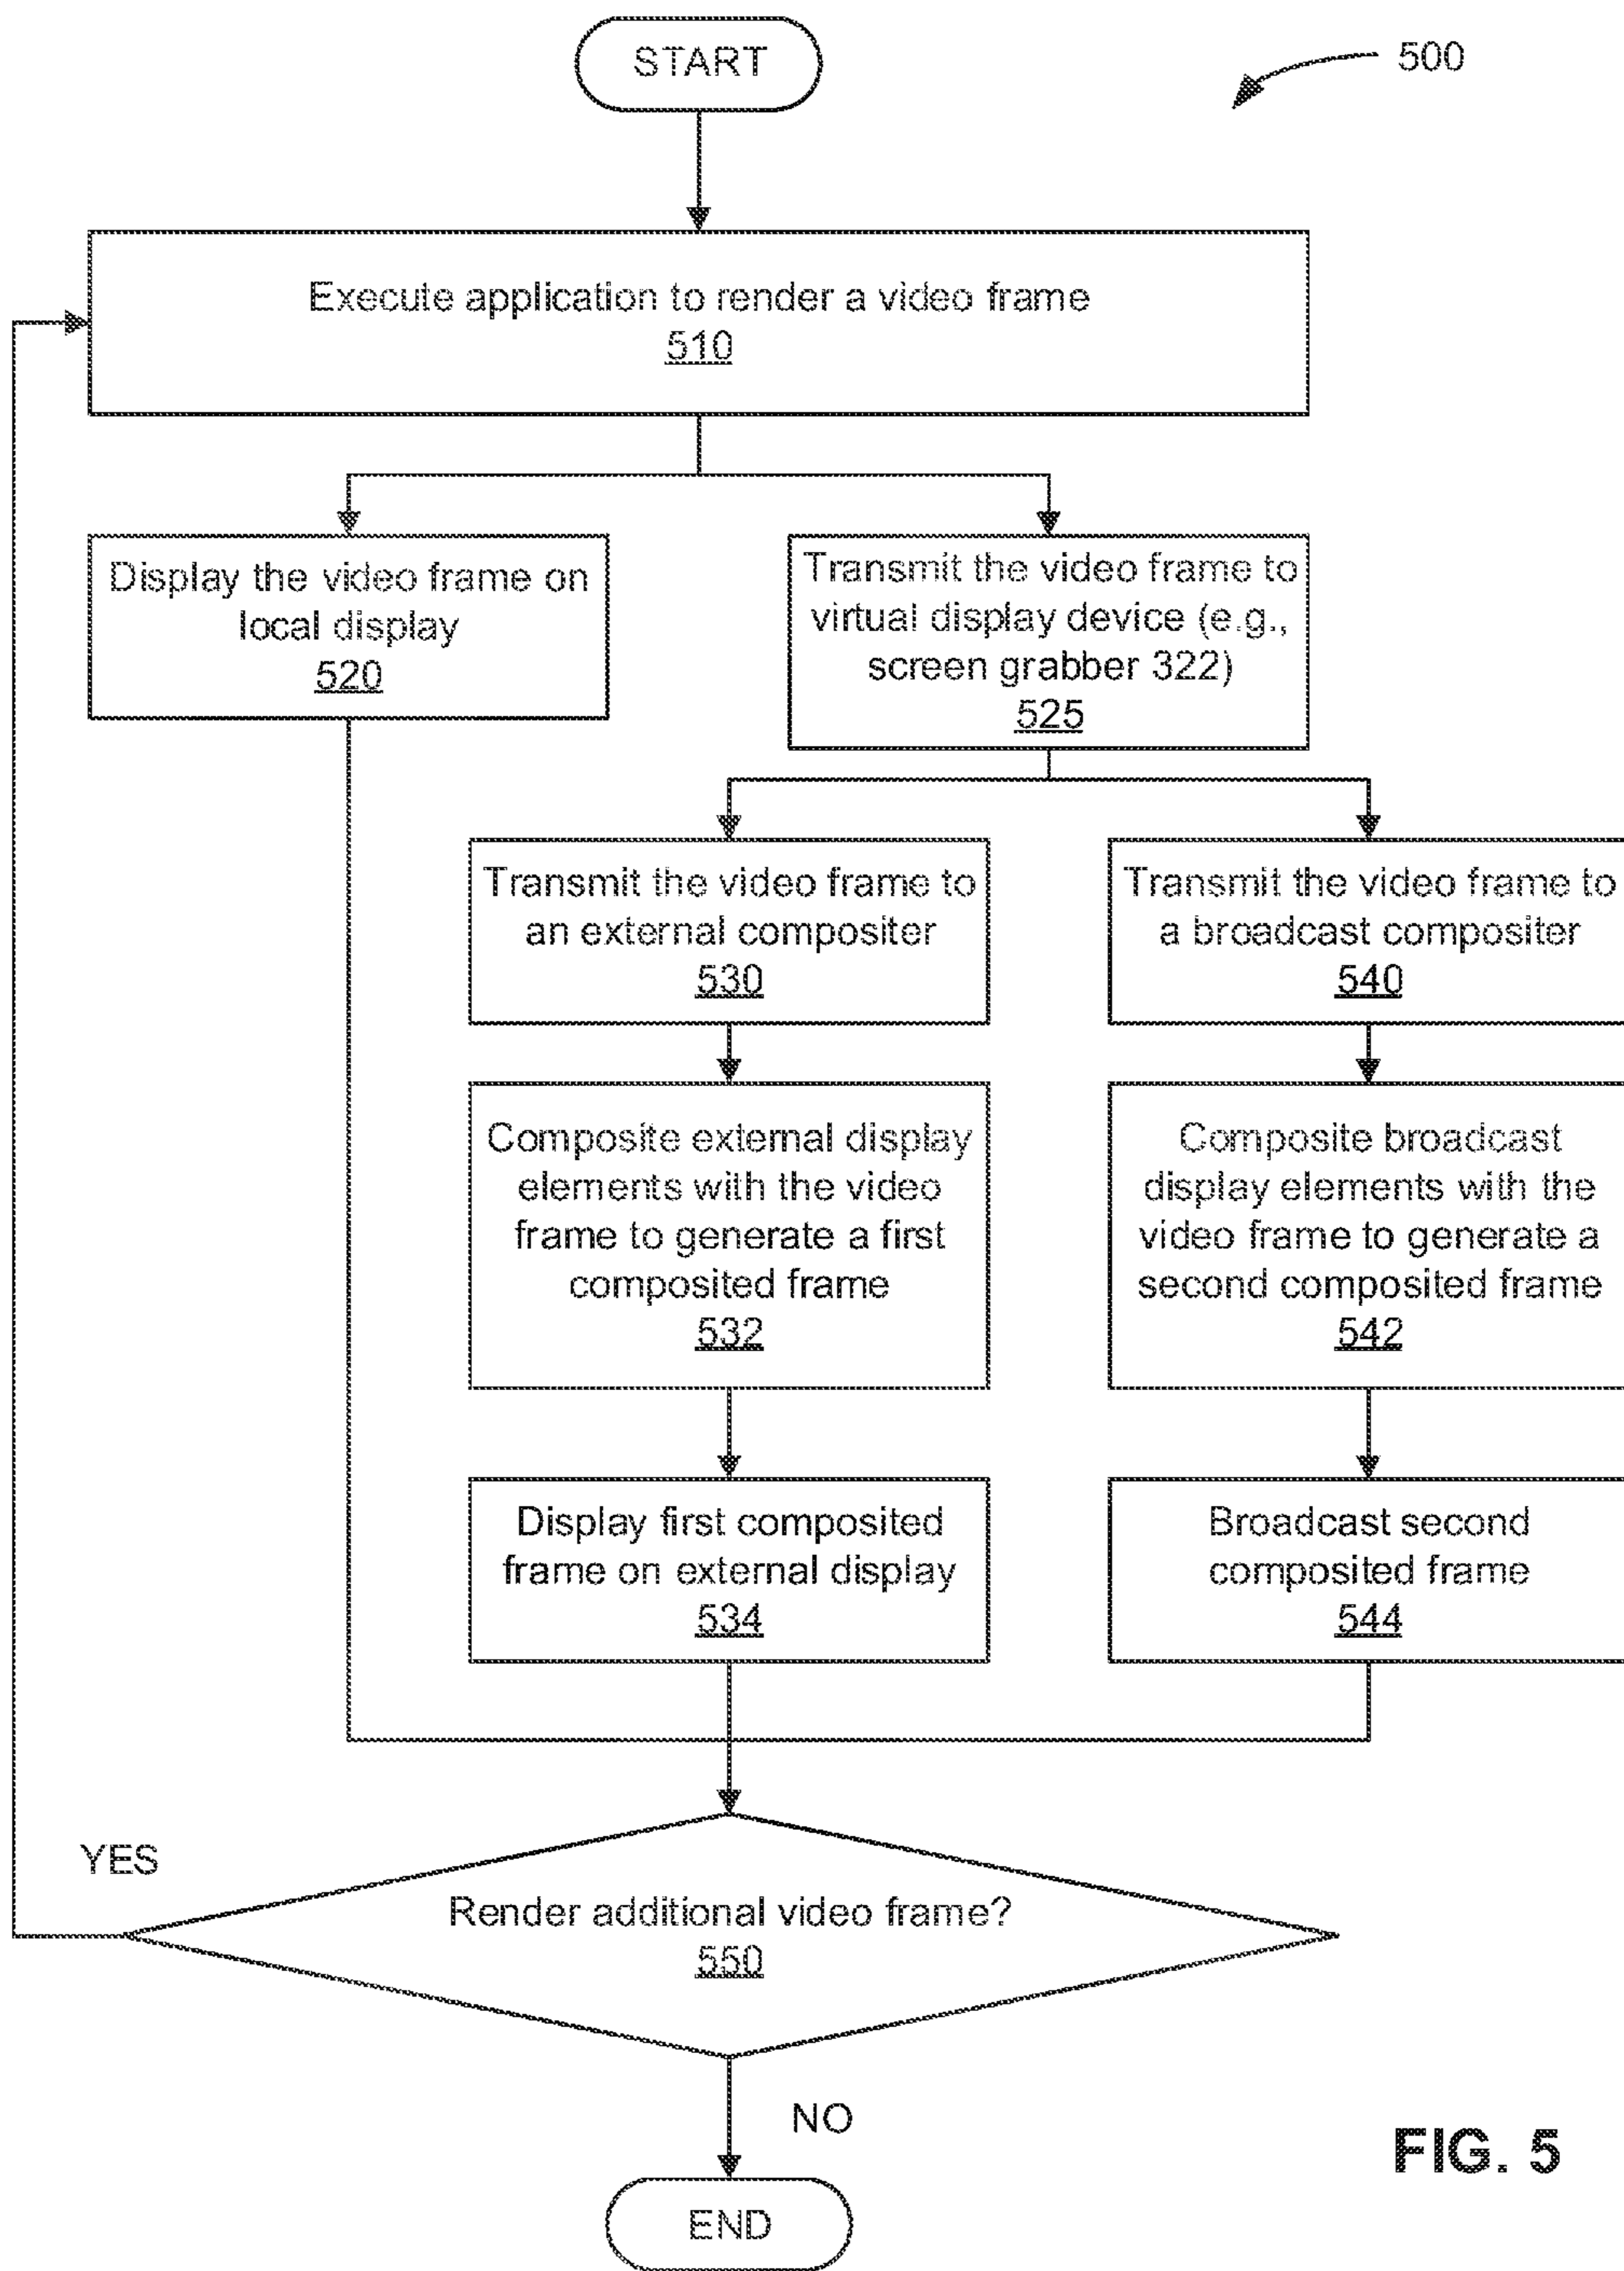 START
500
Execute application to render a video frame
510
Display the video frame on
local display
520
Transmit the video frame to
virtual display device (e.g.,
screen grabber 322)
525
Transmit the video frame to
an external compositer
530
Transmit the video frame to
a broadcast compositer
540
Composite external display
elements with the video
frame to generate a first
composited frame
532
Composite broadcast
display elements with the
video frame to generate a
second composited frame
542
Display first composited
frame on external display
534
Broadcast second
composited frame
544
YES
Render additional video frame?
550
NO
END
FIG. 5